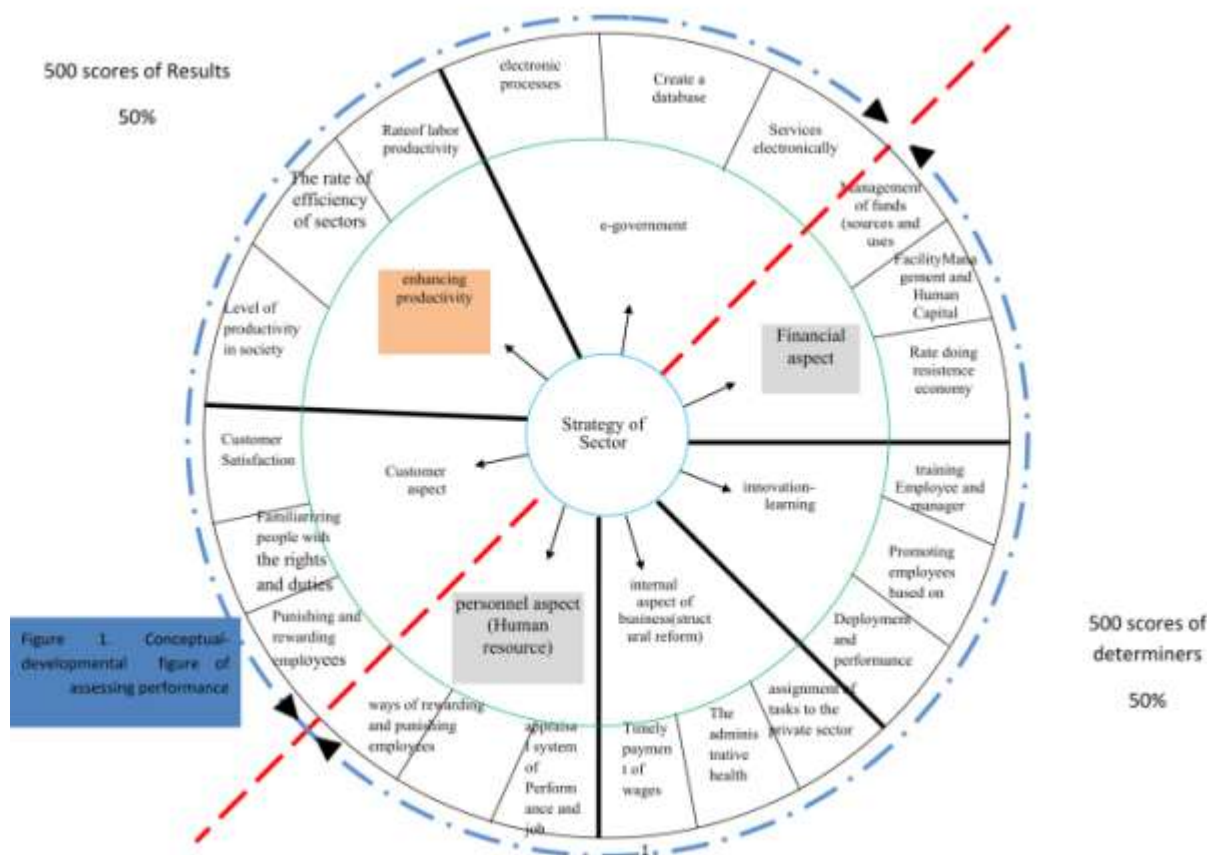 500 scores of Results
50%
electronic
processes
Create a
database
Services
electronically
Rateof labor
productivity
The rate of
efficiency
of sectors
Level of
productivity
in society
Management
of funds
(sources and
uses
FacilityMana
gement and
Human
Capital
Rate doing
resistence
economy
e-government
enhancing
productivity
Financial
aspect
Strategy of
Sector
Customer
Satisfaction
Customer
aspect
innovation-
learning
training
Employee and
manager
Familiarizing
people with
the rights
and duties
Promoting
employees
based on
personnel aspect
(Human
resource)
internal
aspect of
business(struct
ural reform)
Punishing and
rewarding
employees
Deployment
and
performance
500 scores of
determiners
50%
Figure 1. Conceptual-
developmental figure of
assessing performance
ways of rewarding
and punishing
employees
appraisa
l system
of
Perform
ance and
job
Timely
paymen
t of
wages
The
adminis
trative
health
assignment of
tasks to the
private sector
1